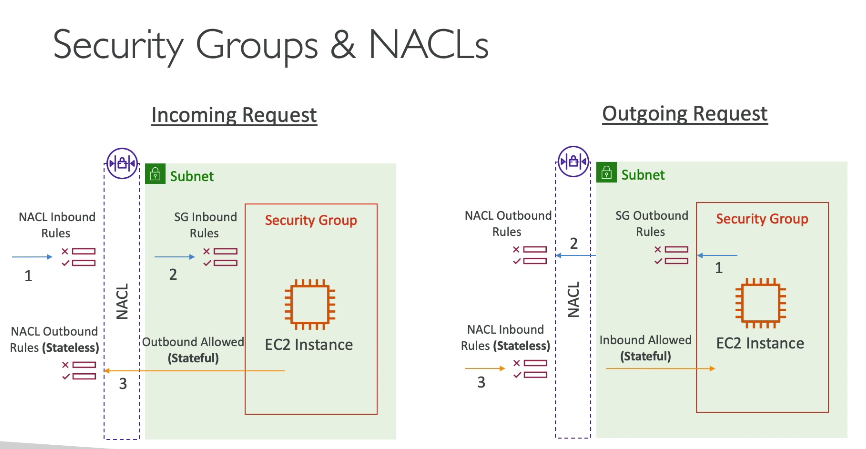 Security Groups & NACLs
Incoming Request
Subnet
NACL Inbound
Rules
1
SG Inbound
Rules
2
Security Group
NACL
EC2 Instance
NACL Outbound
Rules (Stateless)
Outbound Allowed
(Stateful)
3
Outgoing Request
Subnet
NACL Outbound
Rules
2
SG Outbound
Rules
1
Security Group
NACL
EC2 Instance
NACL Inbound
Rules (Stateless)
3
Inbound Allowed
(Stateful)